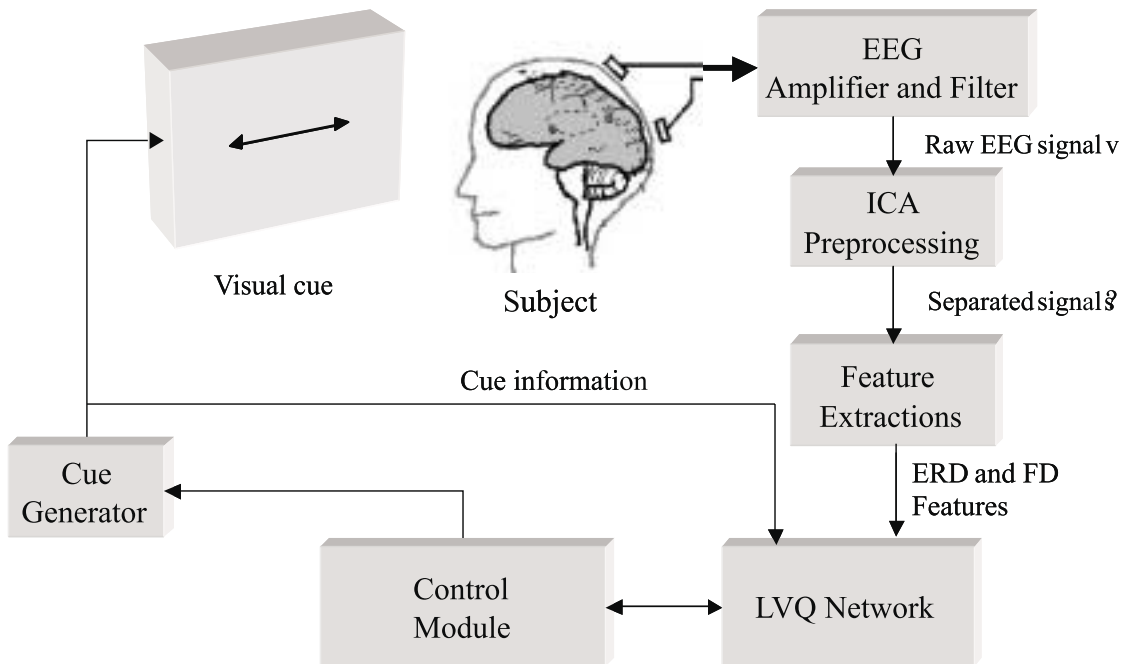 EEG
Amplifier and Filter
Raw EEG signal v
ICA
Preprocessing
Visual cue
Subject
Separated signals?
Feature
Extractions
Cue information
ERD and FD
Features
Cue
Generator
Control
Module
LVQ Network